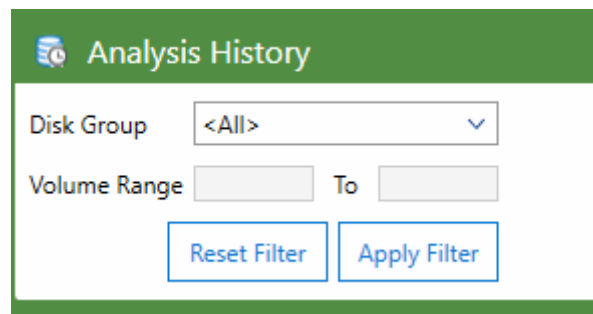 Analysis History
Disk Group <All>
Volume Range To
Reset Filter Apply Filter